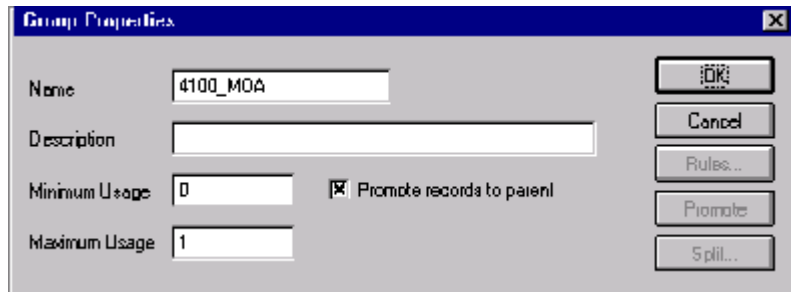 Group Properties
Name 4100_MOA OK
Cancel
Description
Rules...
Minimum Usage 0 Promote records to parent
Promote
Maximum Usage 1
Split...